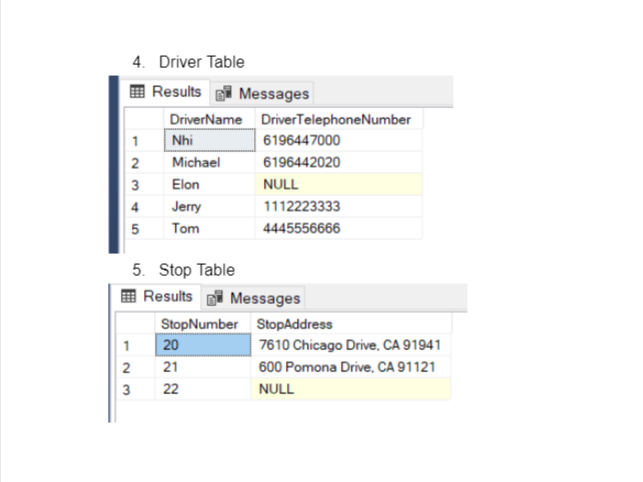 4. Driver Table
Results Messages
DriverName DriverTelephoneNumber
1 Nhi 6196447000
2 Michael 6196442020
3 Elon NULL
4 Jerry 1112223333
5 Tom 4445556666
5. Stop Table
Results Messages
StopNumber StopAddress
1 20 7610 Chicago Drive, CA 91941
2 21 600 Pomona Drive, CA 91121
3 22 NULL